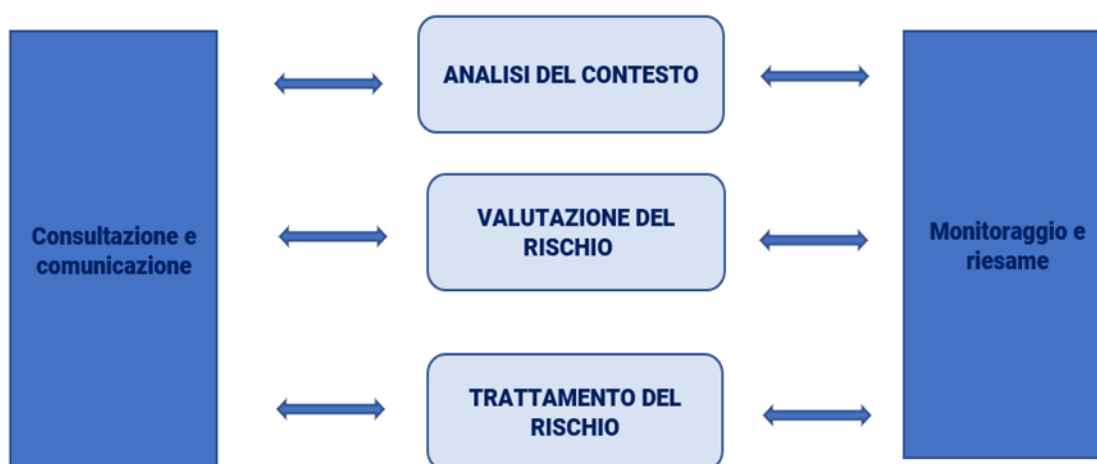 ANALISI DEL CONTESTO
VALUTAZIONE DEL
RISCHIO
Consultazione e
comunicazione
Monitoraggio e
riesame
TRATTAMENTO DEL
RISCHIO